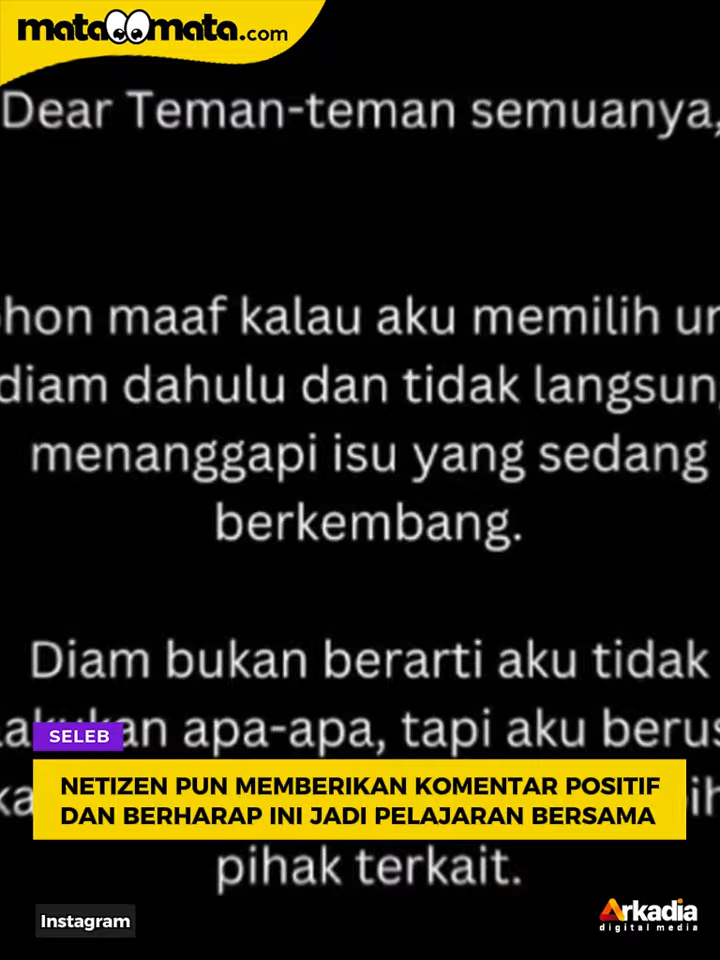 matamata.com
Dear Teman-teman semuanya,
hon maaf kalau aku memilih un
diam dahulu dan tidak langsun
menanggapi isu yang sedang
berkembang.
Diam bukan berarti aku tidak
apa-apa, tapi aku berus
SELEB
NETIZEN PUN MEMBERIKAN KOMENTAR POSITIF
DAN BERHARAP INI JADI PELAJARAN BERSAMA
pihak terkait.
Instagram
Arkadia
digital media